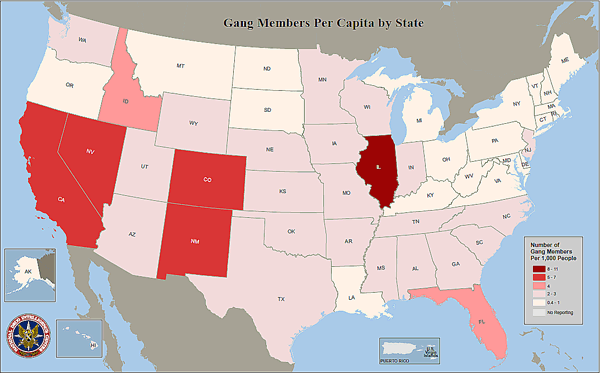 Gang Members Per Capita by State
WA
MT
ND
MN
ME
OR
ID
SD
WI
MI
VT
NH
NY
MA
CT
RI
WY
IA
NE
PA
NJ
NV
UT
CO
IL
IN
OH
MD
DE
CA
KS
MO
WV
VA
KY
AZ
NM
OK
AR
TN
NC
SC
MS
AL
GA
TX
LA
FL
AK
HI
PUERTO RICO
Number of
Gang Members
Per 1,000 People
8 - 11
5 - 7
4
2 - 3
0.4 - 1
No Reporting